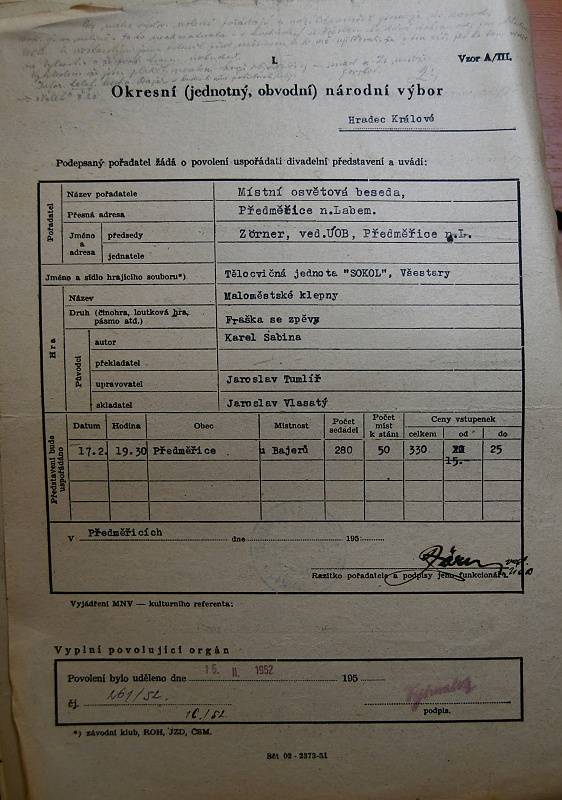 I.
Vzor A/III.
Okresní (jednotný, obvodní) národní výbor
Hradec Králové
Podepsaný pořadatel žádá o povolení uspořádati divadelní představení a uvádí:
Pořadatel
Název pořadatele Místní osvětová beseda,
Přesná adresa Předměřice n.Labem.
Jméno a adresa předsedy Zörner, ved.UOB, Předměřice n.L.
jednatele
Jméno a sídlo hrajícího souboru*) Tělocvičná jednota "SOKOL", Všestary
Hra
Název Maloměstské klepny
Druh (činohra, loutková hra, pásmo atd.) Fraška se zpěvy
Původci
autor Karel Sabina
překladatel
upravovatel Jaroslav Tumlíř
skladatel Jaroslav Vlasatý
Představení bude uspořádáno
Datum Hodina Obec Místnost Počet sedadel Počet míst k stání Ceny vstupenek
celkem od do
17.2. 19.30 Předměřice u Bajerů 280 50 330 20 25
15.-
V Předměřicích dne 195
Razítko pořadatele a podpisy jeho funkcionářů.
Vyjádření MNV — kulturního referenta:
Vyplní povolující orgán
Povolení bylo uděleno dne 15. II. 1952 195
čj. 161/52.
16./52
podpis.
*) závodní klub, ROH, JZD, ČSM.
Sčt 02 - 2373-51